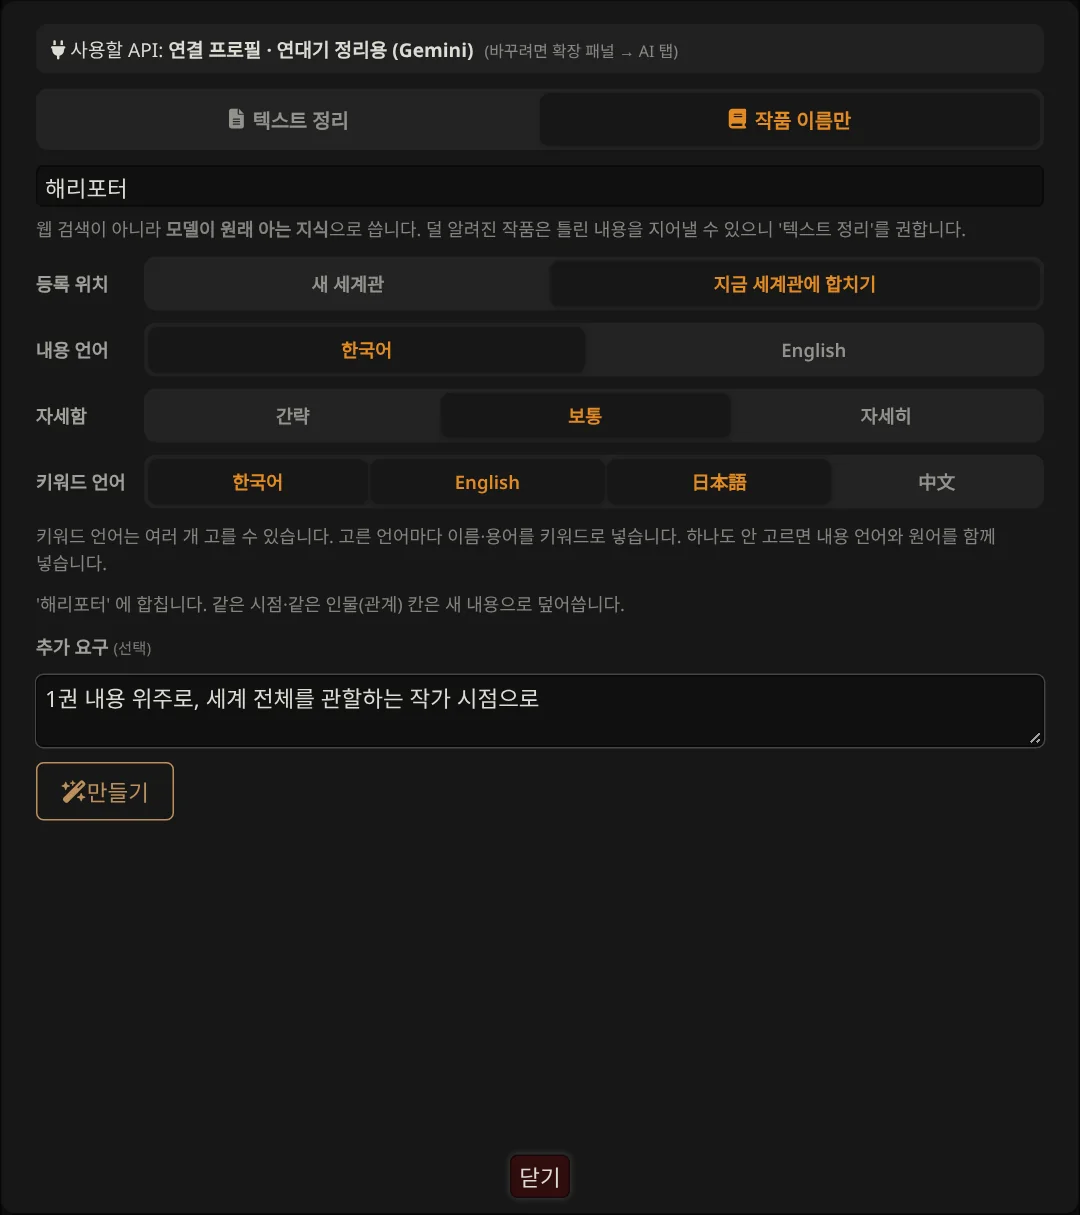 사용할 API: 연결 프로필 · 연대기 정리용 (Gemini) (바꾸려면 확장 패널 → AI 탭)
텍스트 정리 작품 이름만
해리포터
웹 검색이 아니라 모델이 원래 아는 지식으로 씁니다. 덜 알려진 작품은 틀린 내용을 지어낼 수 있으니 '텍스트 정리'를 권합니다.
등록 위치 새 세계관 지금 세계관에 합치기
내용 언어 한국어 English
자세함 간략 보통 자세히
키워드 언어 한국어 English 日本語 中文
키워드 언어는 여러 개 고를 수 있습니다. 고른 언어마다 이름·용어를 키워드로 넣습니다. 하나도 안 고르면 내용 언어와 원어를 함께
넣습니다.
'해리포터' 에 합칩니다. 같은 시점·같은 인물(관계) 칸은 새 내용으로 덮어씁니다.
추가 요구 (선택)
1권 내용 위주로, 세계 전체를 관할하는 작가 시점으로
만들기
닫기